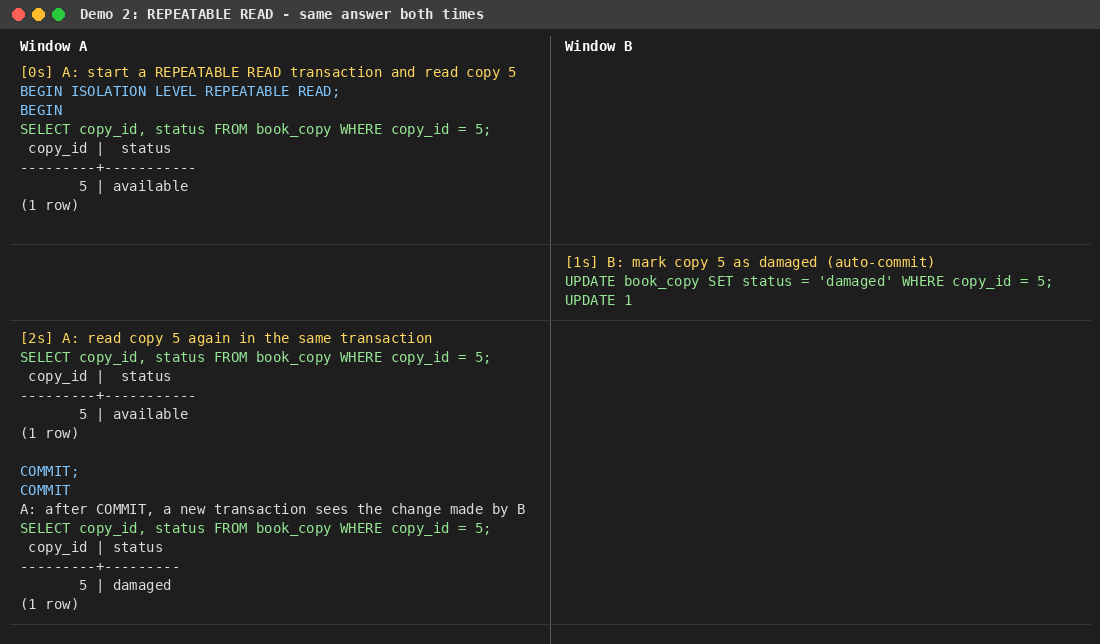 Demo 2: REPEATABLE READ - same answer both times
Window A
Window B
[0s] A: start a REPEATABLE READ transaction and read copy 5
BEGIN ISOLATION LEVEL REPEATABLE READ;
BEGIN
SELECT copy_id, status FROM book_copy WHERE copy_id = 5;
 copy_id |  status
---------+-----------
       5 | available
(1 row)
[1s] B: mark copy 5 as damaged (auto-commit)
UPDATE book_copy SET status = 'damaged' WHERE copy_id = 5;
UPDATE 1
[2s] A: read copy 5 again in the same transaction
SELECT copy_id, status FROM book_copy WHERE copy_id = 5;
 copy_id |  status
---------+-----------
       5 | available
(1 row)
COMMIT;
COMMIT
A: after COMMIT, a new transaction sees the change made by B
SELECT copy_id, status FROM book_copy WHERE copy_id = 5;
 copy_id | status
---------+---------
       5 | damaged
(1 row)